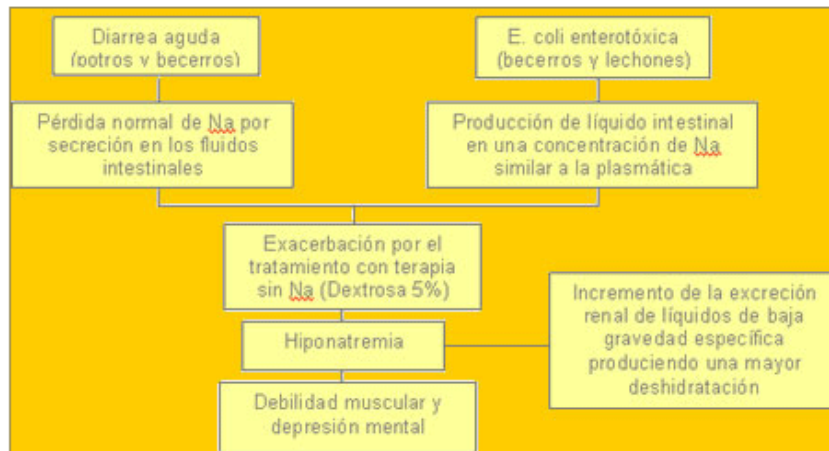 Diarrea aguda
(potros y becerros)
E. coli enterotóxica
(becerros y lechones)
Pérdida normal de Na por
secreción en los fluidos
intestinales
Producción de líquido intestinal
en una concentración de Na
similar a la plasmática
Exacerbación por el
tratamiento con terapia
sin Na (Dextrosa 5%)
Incremento de la excreción
renal de líquidos de baja
gravedad específica
produciendo una mayor
deshidratación
Hiponatremia
Debilidad muscular y
depresión mental